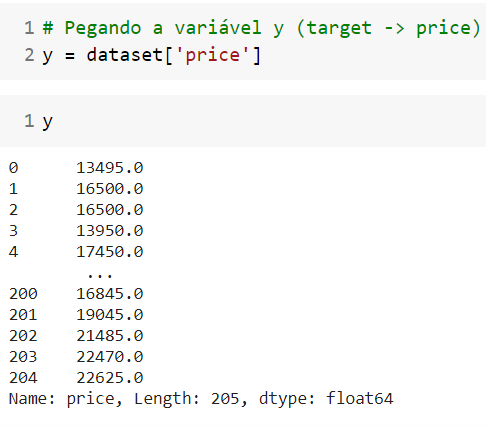 1 # Pegando a variável y (target -> price)
2 y = dataset['price']
1 y
0 13495.0
1 16500.0
2 16500.0
3 13950.0
4 17450.0
...
200 16845.0
201 19045.0
202 21485.0
203 22470.0
204 22625.0
Name: price, Length: 205, dtype: float64